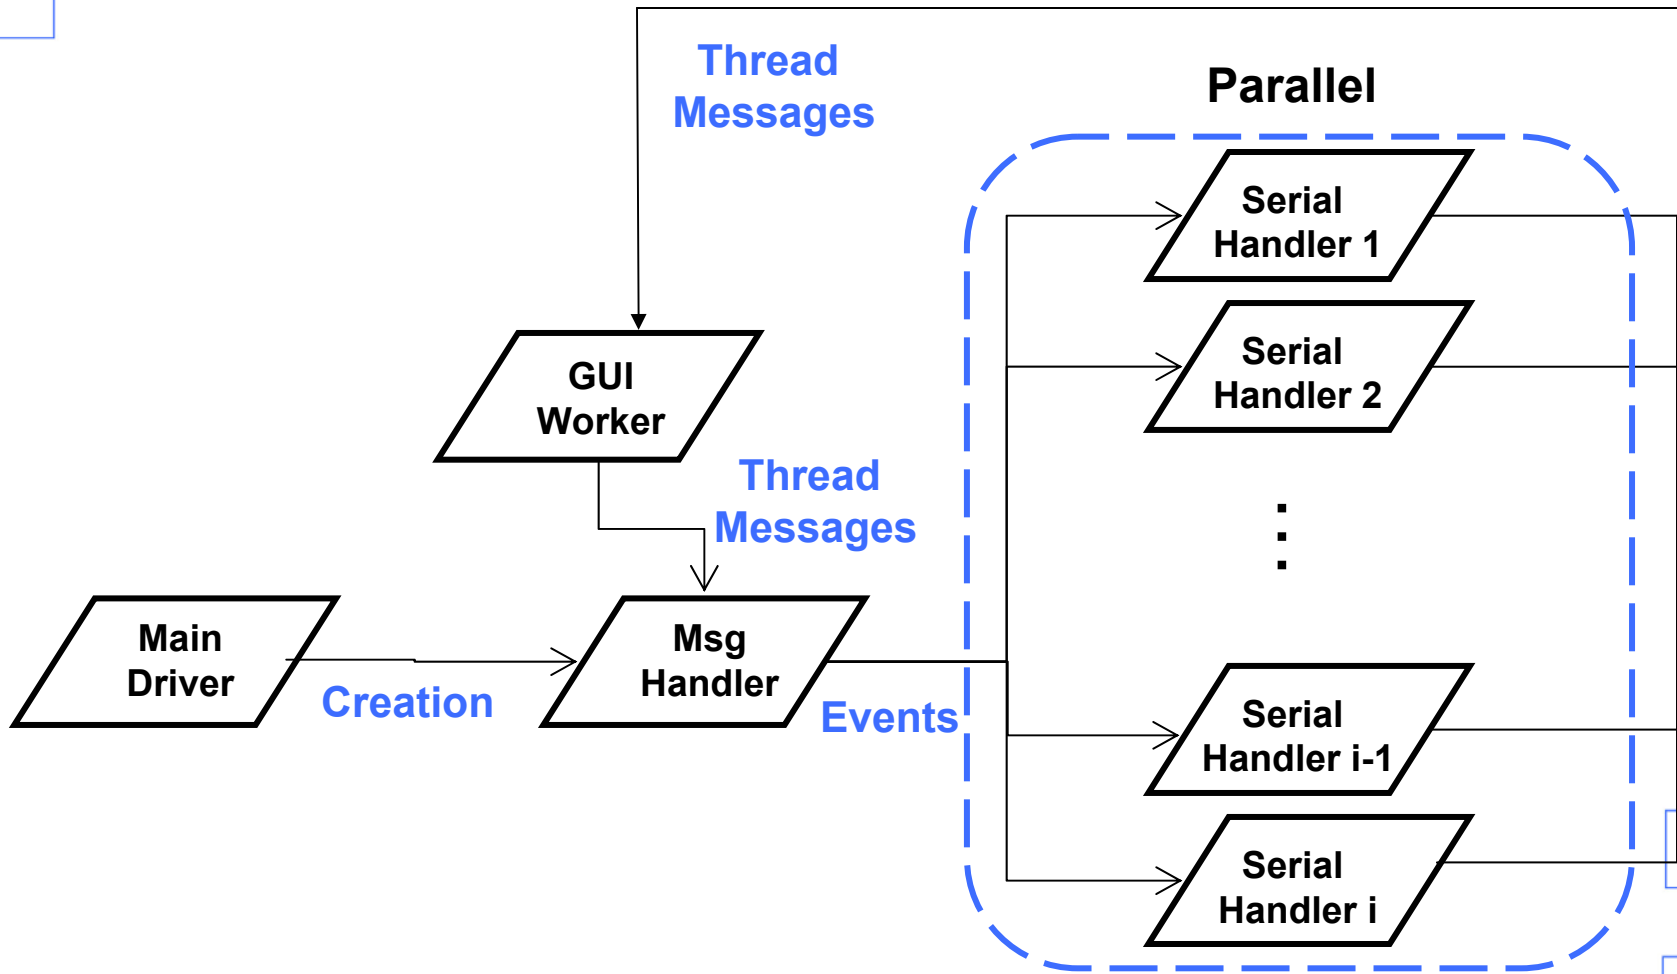 Thread
Messages
Parallel
Serial
Handler 1
Serial
Handler 2
GUI
Worker
Thread
Messages
Main
Driver
Creation
Msg
Handler
Events
Serial
Handler i-1
Serial
Handler i